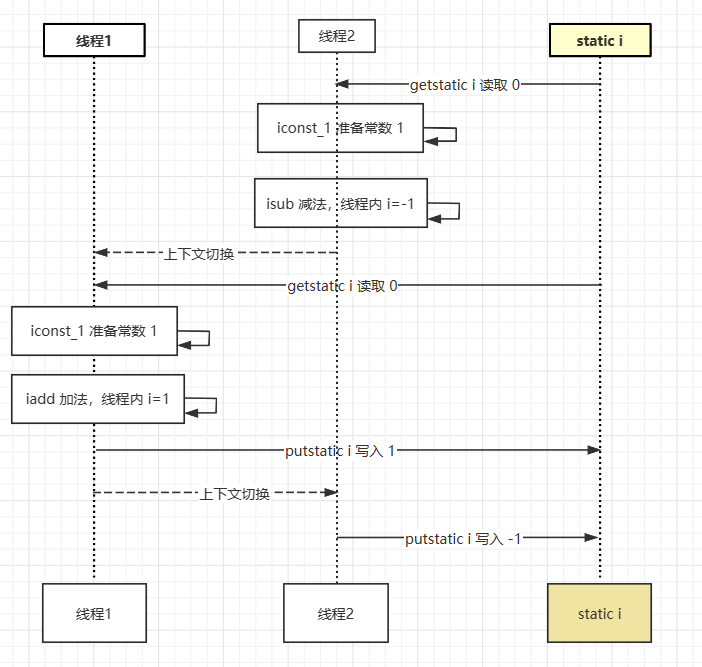 线程1
线程2
static i
getstatic i 读取 0
iconst_1 准备常数 1
isub 减法，线程内 i=-1
上下文切换
getstatic i 读取 0
iconst_1 准备常数 1
iadd 加法，线程内 i=1
putstatic i 写入 1
上下文切换
putstatic i 写入 -1
线程1
线程2
static i